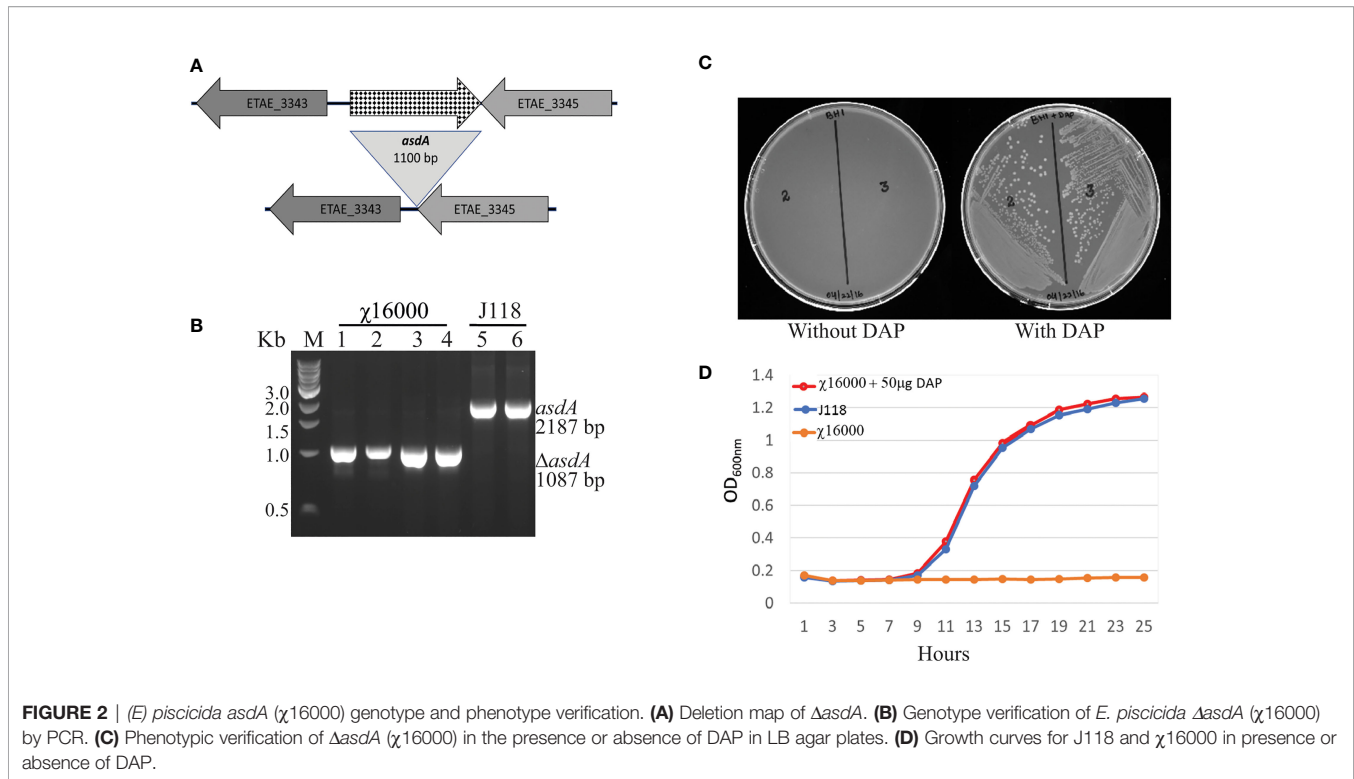 A
ETAE_3343
ETAE_3345
asdA
1100 bp
ETAE_3343
ETAE_3345
B
χ16000
J118
Kb M 1 2 3 4 5 6
3.0
2.0
1.5
1.0
0.5
asdA
2187 bp
ΔasdA
1087 bp
C
BHI
2
3
04/22/16
BHI + DAP
2
3
04/22/16
Without DAP
With DAP
D
1.4
1.2
1
0.8
0.6
0.4
0.2
0
OD600nm
χ16000 + 50µg DAP
J118
χ16000
1 3 5 7 9 11 13 15 17 19 21 23 25
Hours
FIGURE 2 | (E) piscicida asdA (χ16000) genotype and phenotype verification. (A) Deletion map of ΔasdA. (B) Genotype verification of E. piscicida ΔasdA (χ16000)
by PCR. (C) Phenotypic verification of ΔasdA (χ16000) in the presence or absence of DAP in LB agar plates. (D) Growth curves for J118 and χ16000 in presence or
absence of DAP.